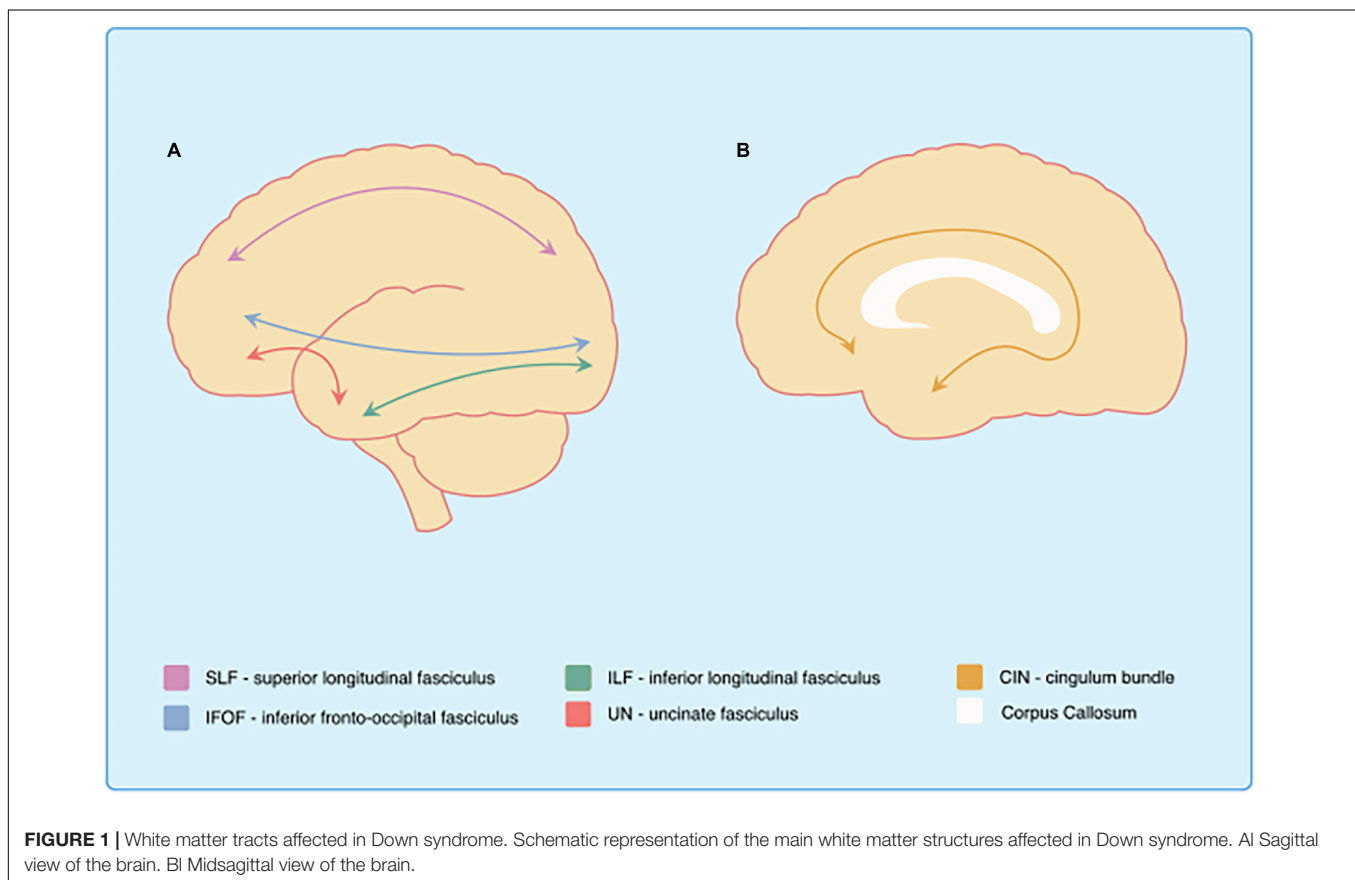 A
B
SLF - superior longitudinal fasciculus
IFOF - inferior fronto-occipital fasciculus
ILF - inferior longitudinal fasciculus
UN - uncinate fasciculus
CIN - cingulum bundle
Corpus Callosum
FIGURE 1 | White matter tracts affected in Down syndrome. Schematic representation of the main white matter structures affected in Down syndrome. Al Sagittal
view of the brain. Bl Midsagittal view of the brain.